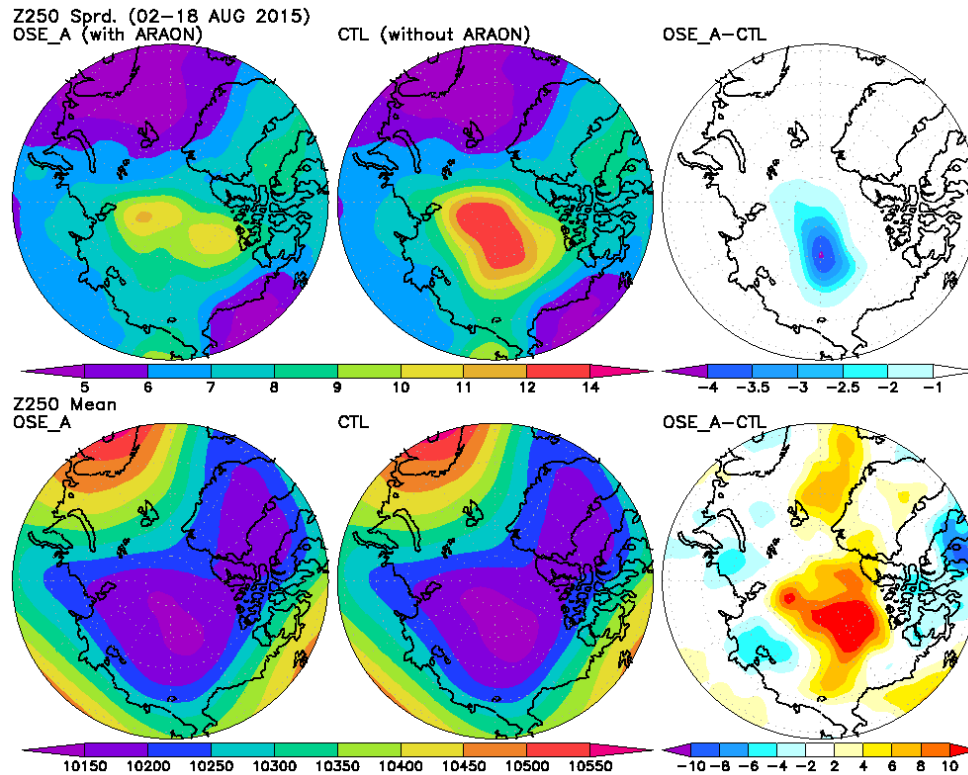 Z250 Sprd. (02-18 AUG 2015)
OSE_A (with ARAON) CTL (without ARAON) OSE_A-CTL
5 6 7 8 9 10 11 12 14 -4 -3.5 -3 -2.5 -2 -1
Z250 Mean
OSE_A CTL OSE_A-CTL
10150 10200 10250 10300 10350 10400 10450 10500 10550 -10 -8 -6 -4 -2 2 4 6 8 10